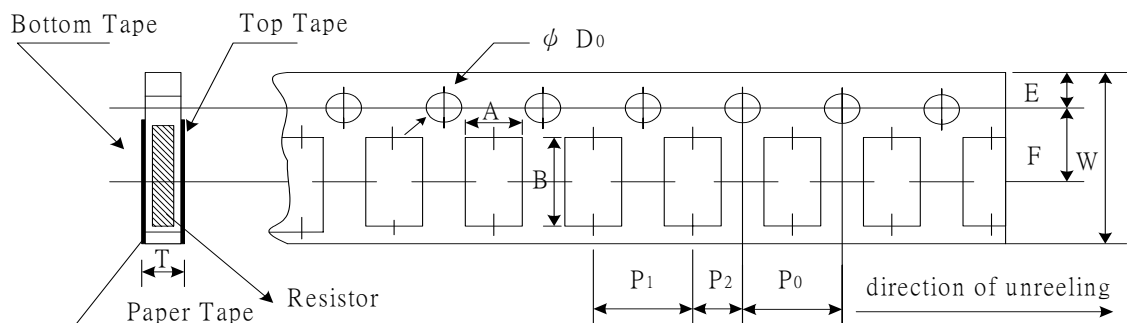 Bottom Tape
Top Tape
φ D0
E
A
F
W
B
T
P1
P2
P0
Resistor
direction of unreeling
Paper Tape